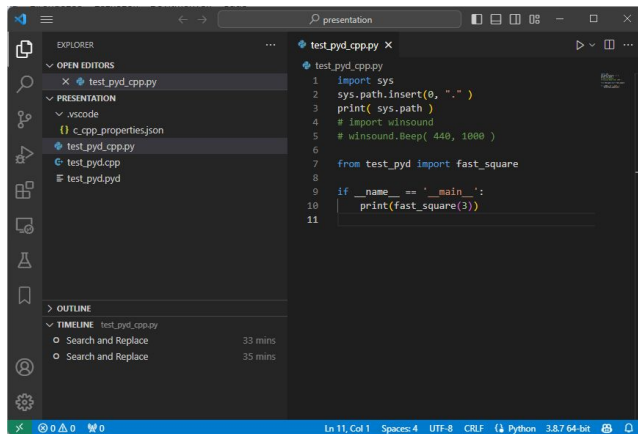 presentation
EXPLORER
OPEN EDITORS
test_pyd_cpp.py
PRESENTATION
.vscode
{} c_cpp_properties.json
test_pyd_cpp.py
test_pyd.cpp
test_pyd.pyd
OUTLINE
TIMELINE test_pyd_cpp.py
Search and Replace 33 mins
Search and Replace 35 mins
test_pyd_cpp.py
test_pyd_cpp.py
1 import sys
2 sys.path.insert(0, "." )
3 print( sys.path )
4 # import winsound
5 # winsound.Beep( 440, 1000 )
6
7 from test_pyd import fast_square
8
9 if __name__ == '__main__':
10 print(fast_square(3))
11
0 0 0 Ln 11, Col 1 Spaces: 4 UTF-8 CRLF Python 3.8.7 64-bit